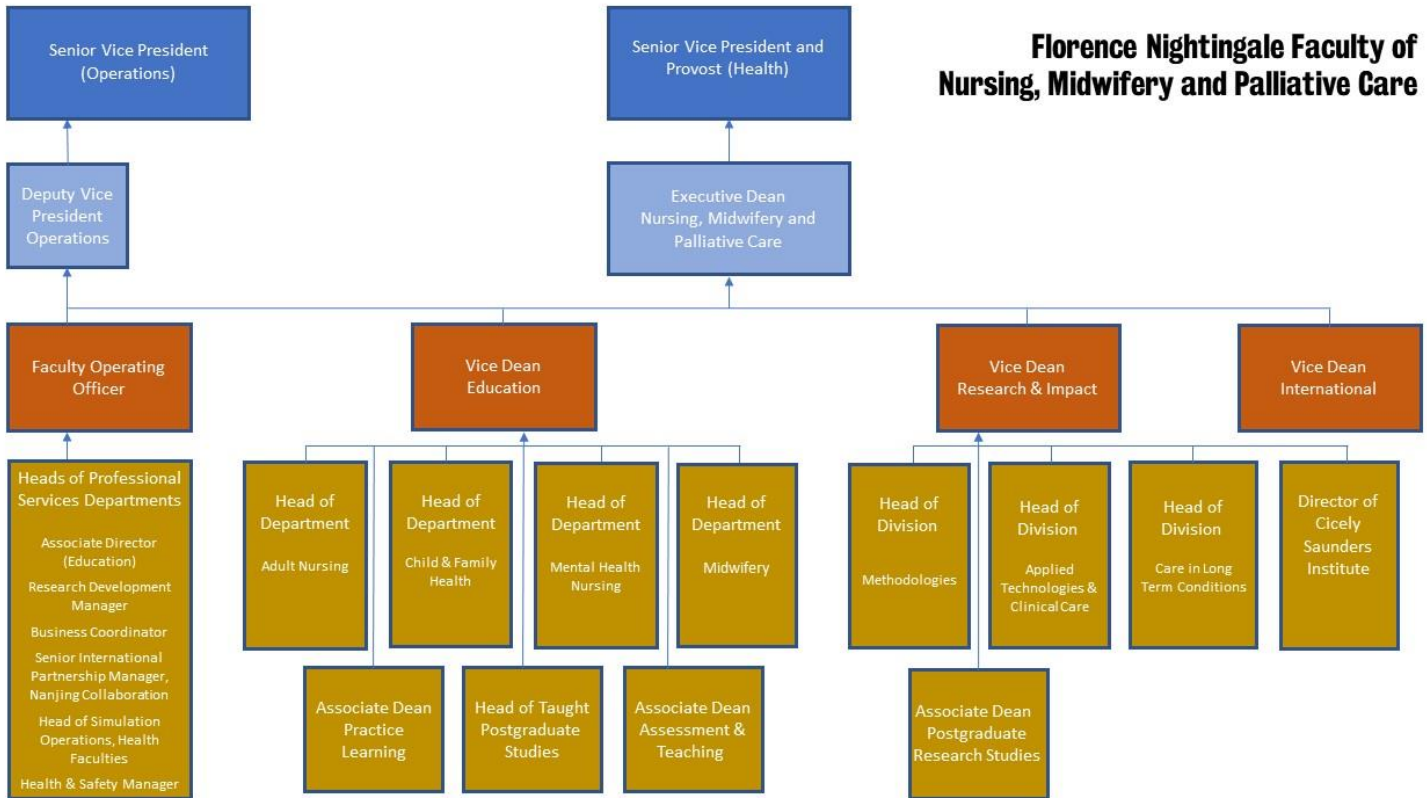 Florence Nightingale Faculty of
Nursing, Midwifery and Palliative Care
Senior Vice President
(Operations)
Senior Vice President and
Provost (Health)
Deputy Vice
President
Operations
Executive Dean
Nursing, Midwifery and
Palliative Care
Faculty Operating
Officer
Vice Dean
Education
Vice Dean
Research & Impact
Vice Dean
International
Heads of Professional
Services Departments
Associate Director
(Education)
Research Development
Manager
Business Coordinator
Senior International
Partnership Manager,
Nanjing Collaboration
Head of Simulation
Operations, Health
Faculties
Health & Safety Manager
Head of
Department
Adult Nursing
Head of
Department
Child & Family
Health
Head of
Department
Mental Health
Nursing
Head of
Department
Midwifery
Head of
Division
Methodologies
Head of
Division
Applied
Technologies &
Clinical Care
Head of
Division
Care in Long
Term Conditions
Director of
Cicely
Saunders
Institute
Associate Dean
Practice
Learning
Head of Taught
Postgraduate
Studies
Associate Dean
Assessment &
Teaching
Associate Dean
Postgraduate
Research Studies